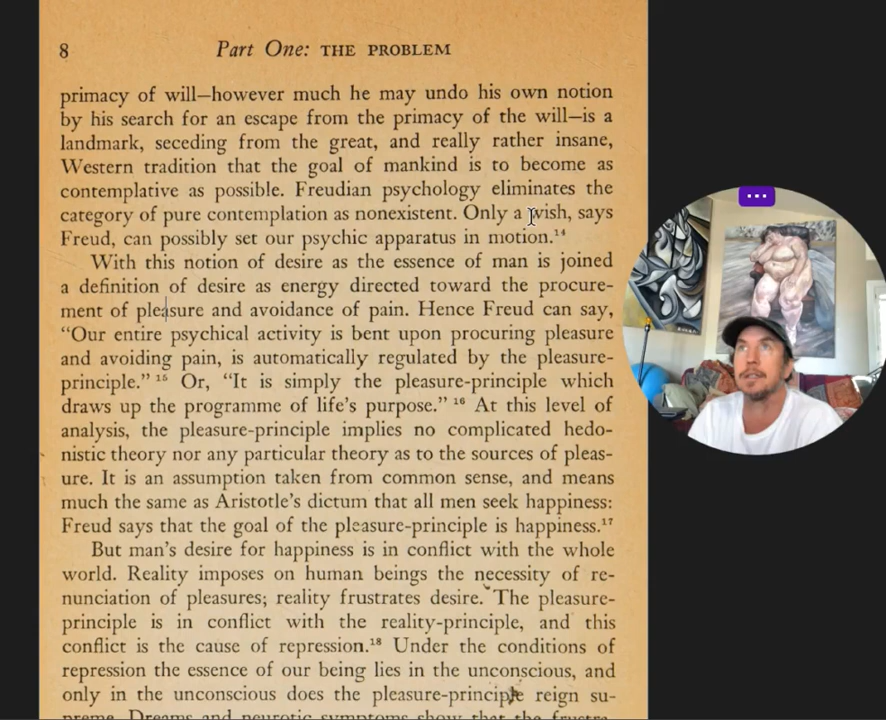 8 Part One: THE PROBLEM
primacy of will—however much he may undo his own notion
by his search for an escape from the primacy of the will—is a
landmark, seceding from the great, and really rather insane,
Western tradition that the goal of mankind is to become as
contemplative as possible. Freudian psychology eliminates the
category of pure contemplation as nonexistent. Only a wish, says
Freud, can possibly set our psychic apparatus in motion.¹⁴
With this notion of desire as the essence of man is joined
a definition of desire as energy directed toward the procure-
ment of pleasure and avoidance of pain. Hence Freud can say,
“Our entire psychical activity is bent upon procuring pleasure
and avoiding pain, is automatically regulated by the pleasure-
principle.” ¹⁵ Or, “It is simply the pleasure-principle which
draws up the programme of life’s purpose.” ¹⁶ At this level of
analysis, the pleasure-principle implies no complicated hedo-
nistic theory nor any particular theory as to the sources of pleas-
ure. It is an assumption taken from common sense, and means
much the same as Aristotle’s dictum that all men seek happiness:
Freud says that the goal of the pleasure-principle is happiness.¹⁷
But man’s desire for happiness is in conflict with the whole
world. Reality imposes on human beings the necessity of re-
nunciation of pleasures; reality frustrates desire. The pleasure-
principle is in conflict with the reality-principle, and this
conflict is the cause of repression.¹⁸ Under the conditions of
repression the essence of our being lies in the unconscious, and
only in the unconscious does the pleasure-principle reign su-
preme. Dreams and neurotic symptoms show that the frustra-